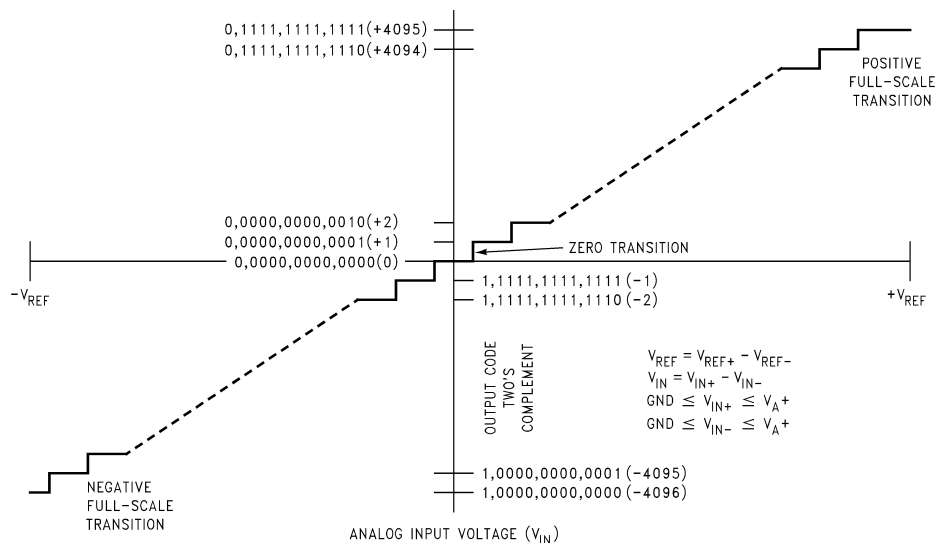 0,1111,1111,1111(+4095)
0,1111,1111,1110(+4094)
POSITIVE
FULL-SCALE
TRANSITION
0,0000,0000,0010(+2)
0,0000,0000,0001(+1)
ZERO TRANSITION
0,0000,0000,0000(0)
-VREF
+VREF
1,1111,1111,1111(-1)
1,1111,1111,1110(-2)
OUTPUT CODE
TWO'S
COMPLEMENT
VREF = VREF+ - VREF-
VIN = VIN+ - VIN-
GND ≤ VIN+ ≤ VA+
GND ≤ VIN- ≤ VA+
1,0000,0000,0001(-4095)
1,0000,0000,0000(-4096)
NEGATIVE
FULL-SCALE
TRANSITION
ANALOG INPUT VOLTAGE (VIN)